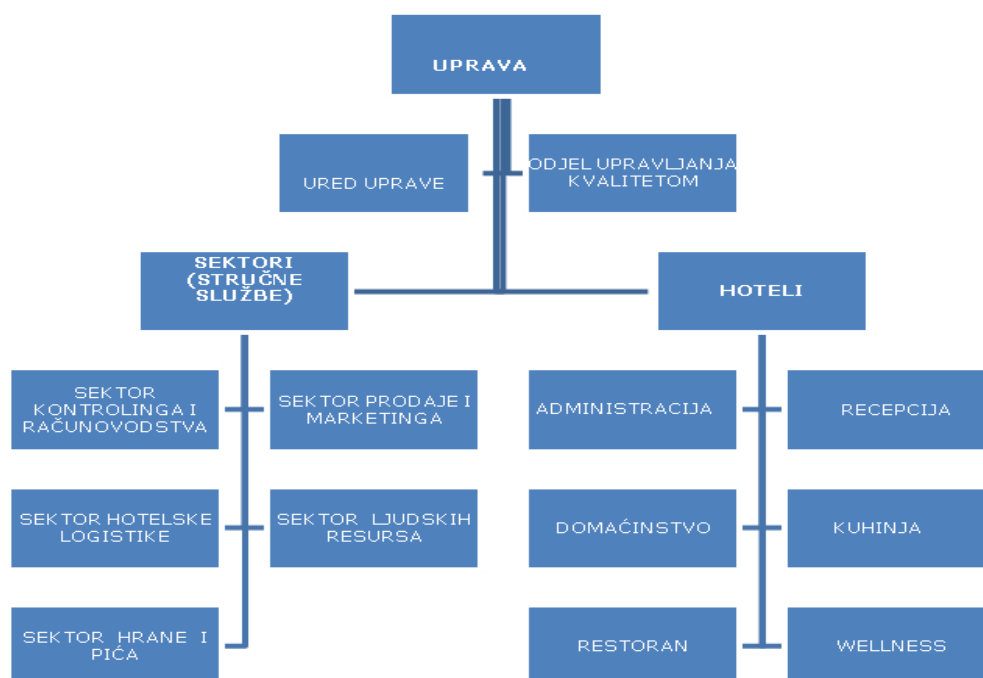 UPRAVA
URED UPRAVE
ODJEL UPRAVLJANJA
KVALITETOM
SEKTORI
(STRUČNE
SLUŽBE)
HOTELI
SEKTOR
KONTROLINGA I
RAČUNOVODSTVA
SEKTOR PRODAJE I
MARKETINGA
ADMINISTRACIJA
RECEPCIJA
SEKTOR HOTELSKE
LOGISTIKE
SEKTOR LJUDSKIH
RESURSA
DOMAĆINSTVO
KUHINJA
SEKTOR HRANE I
PIĆA
RESTORAN
WELLNESS